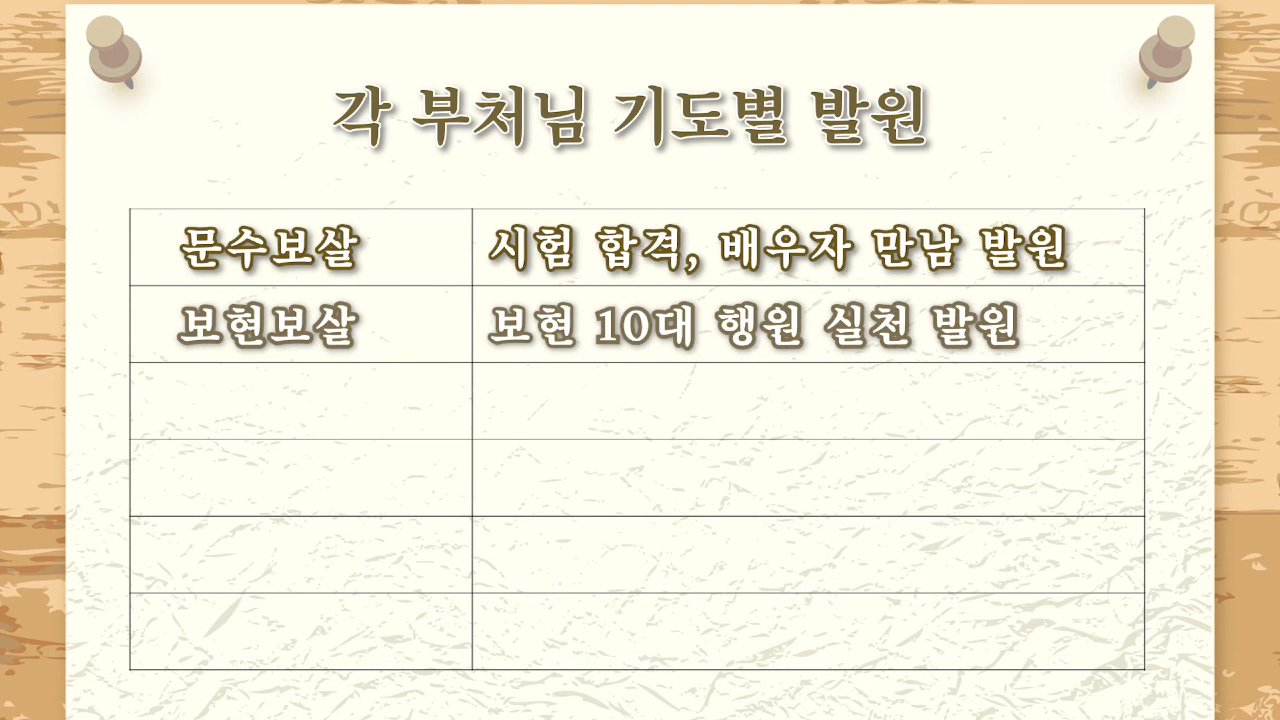 각 부처님 기도별 발원
문수보살 시험 합격, 배우자 만남 발원
보현보살 보현 10대 행원 실천 발원